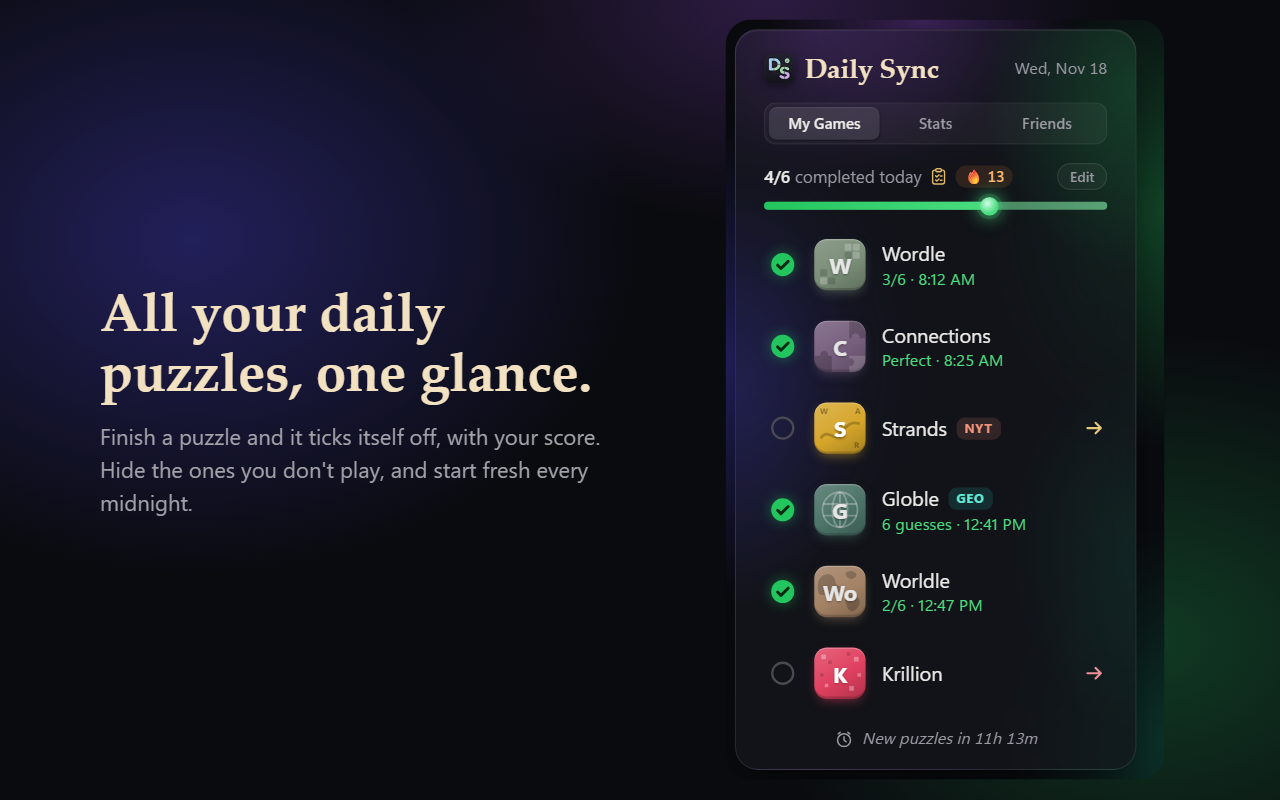 All your daily
puzzles, one glance.
Finish a puzzle and it ticks itself off, with your score.
Hide the ones you don't play, and start fresh every
midnight.
DS Daily Sync Wed, Nov 18
My Games Stats Friends
4/6 completed today 13 Edit
W Wordle
3/6 · 8:12 AM
C Connections
Perfect · 8:25 AM
W A
S Strands NYT
R
G Globle GEO
6 guesses · 12:41 PM
Wo Worldle
2/6 · 12:47 PM
K Krillion
New puzzles in 11h 13m